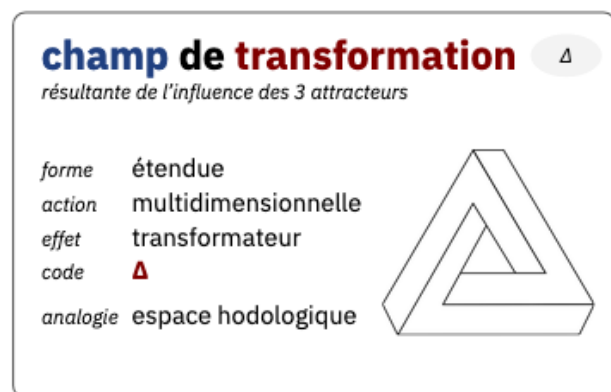 champ de transformation Δ
résultante de l'influence des 3 attracteurs
forme étendue
action multidimensionnelle
effet transformateur
code Δ
analogie espace hodologique